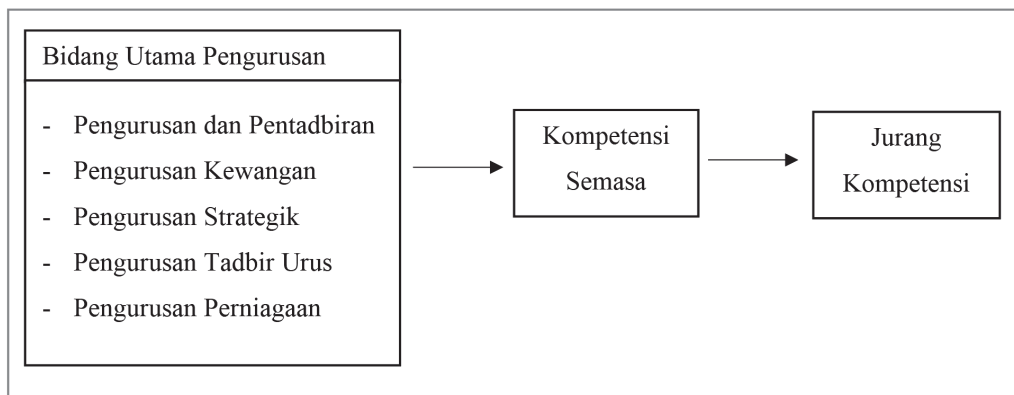 Bidang Utama Pengurusan
- Pengurusan dan Pentadbiran
- Pengurusan Kewangan
- Pengurusan Strategik
- Pengurusan Tadbir Urus
- Pengurusan Perniagaan
Kompetensi
Semasa
Jurang
Kompetensi